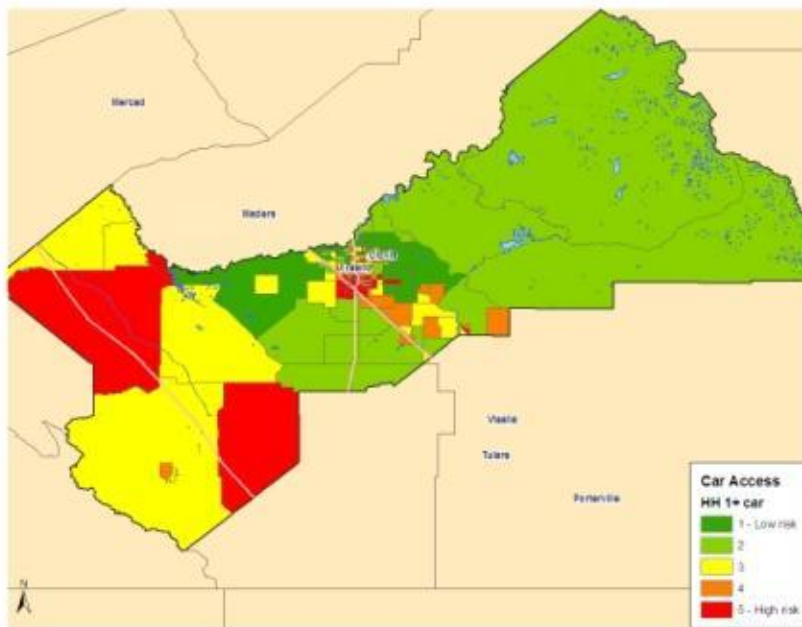 Merced
Madera
Clovis
Fresno
Visalia
Tulare
Porterville
N
Car Access
HH 1+ car
1 - Low risk
2
3
4
5 - High risk